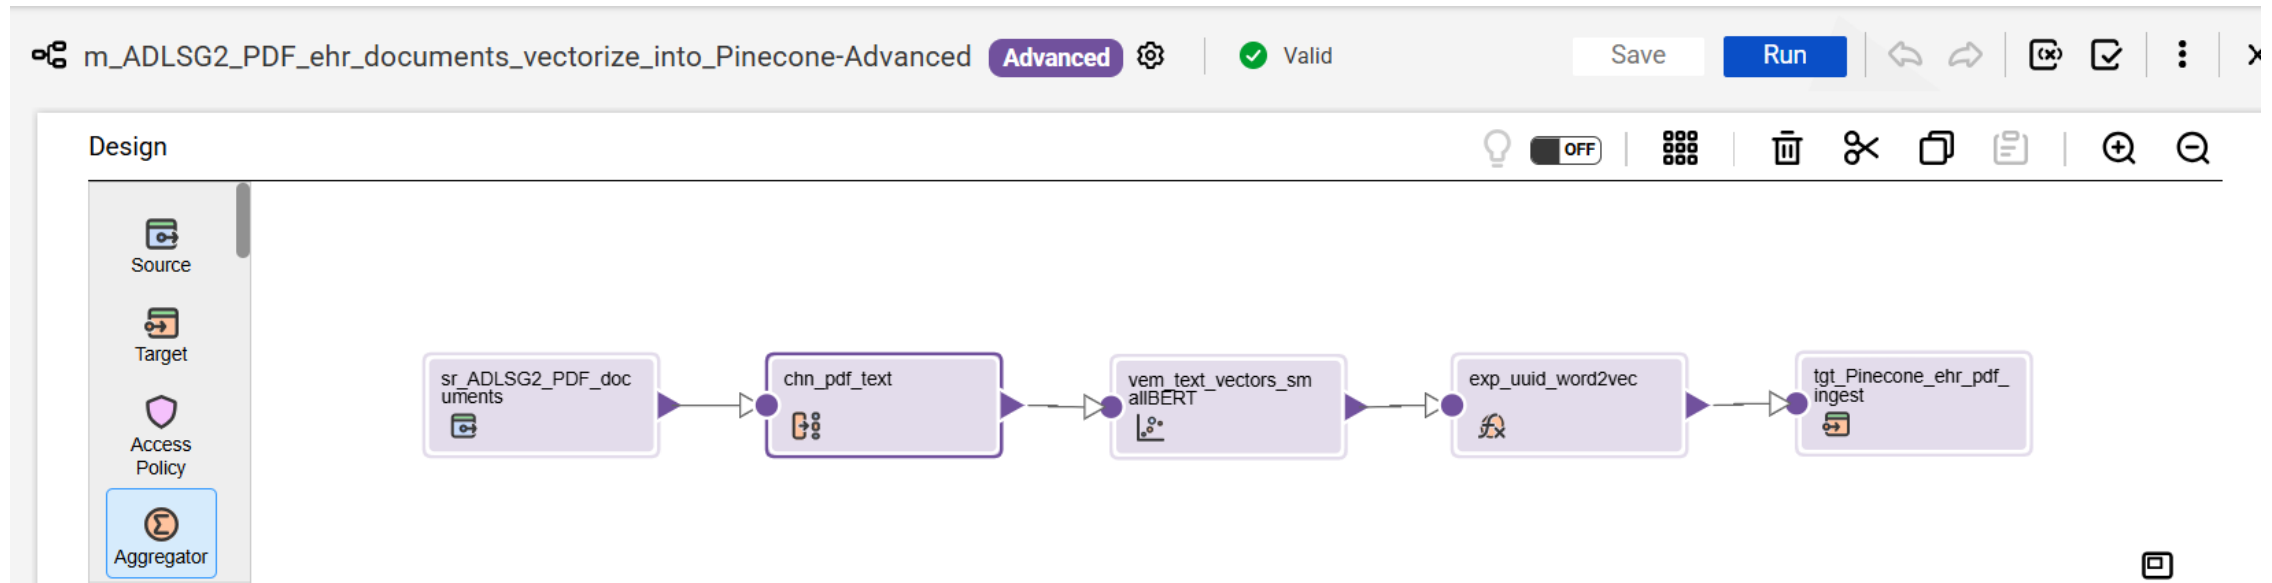 m_ADLSG2_PDF_ehr_documents_vectorize_into_Pinecone-Advanced Advanced Valid Save Run
Design OFF
Source
Target
Access
Policy
Aggregator
sr_ADLSG2_PDF_doc
uments
chn_pdf_text
vem_text_vectors_sm
allBERT
exp_uuid_word2vec
tgt_Pinecone_ehr_pdf_
ingest